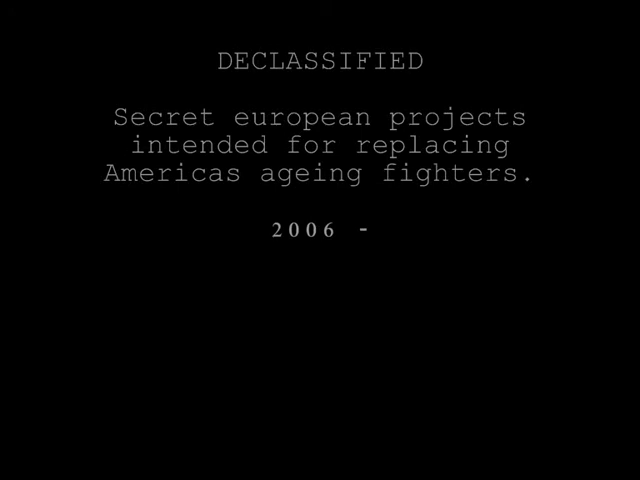 DECLASSIFIED
Secret european projects
intended for replacing
Americas ageing fighters.
2006 -